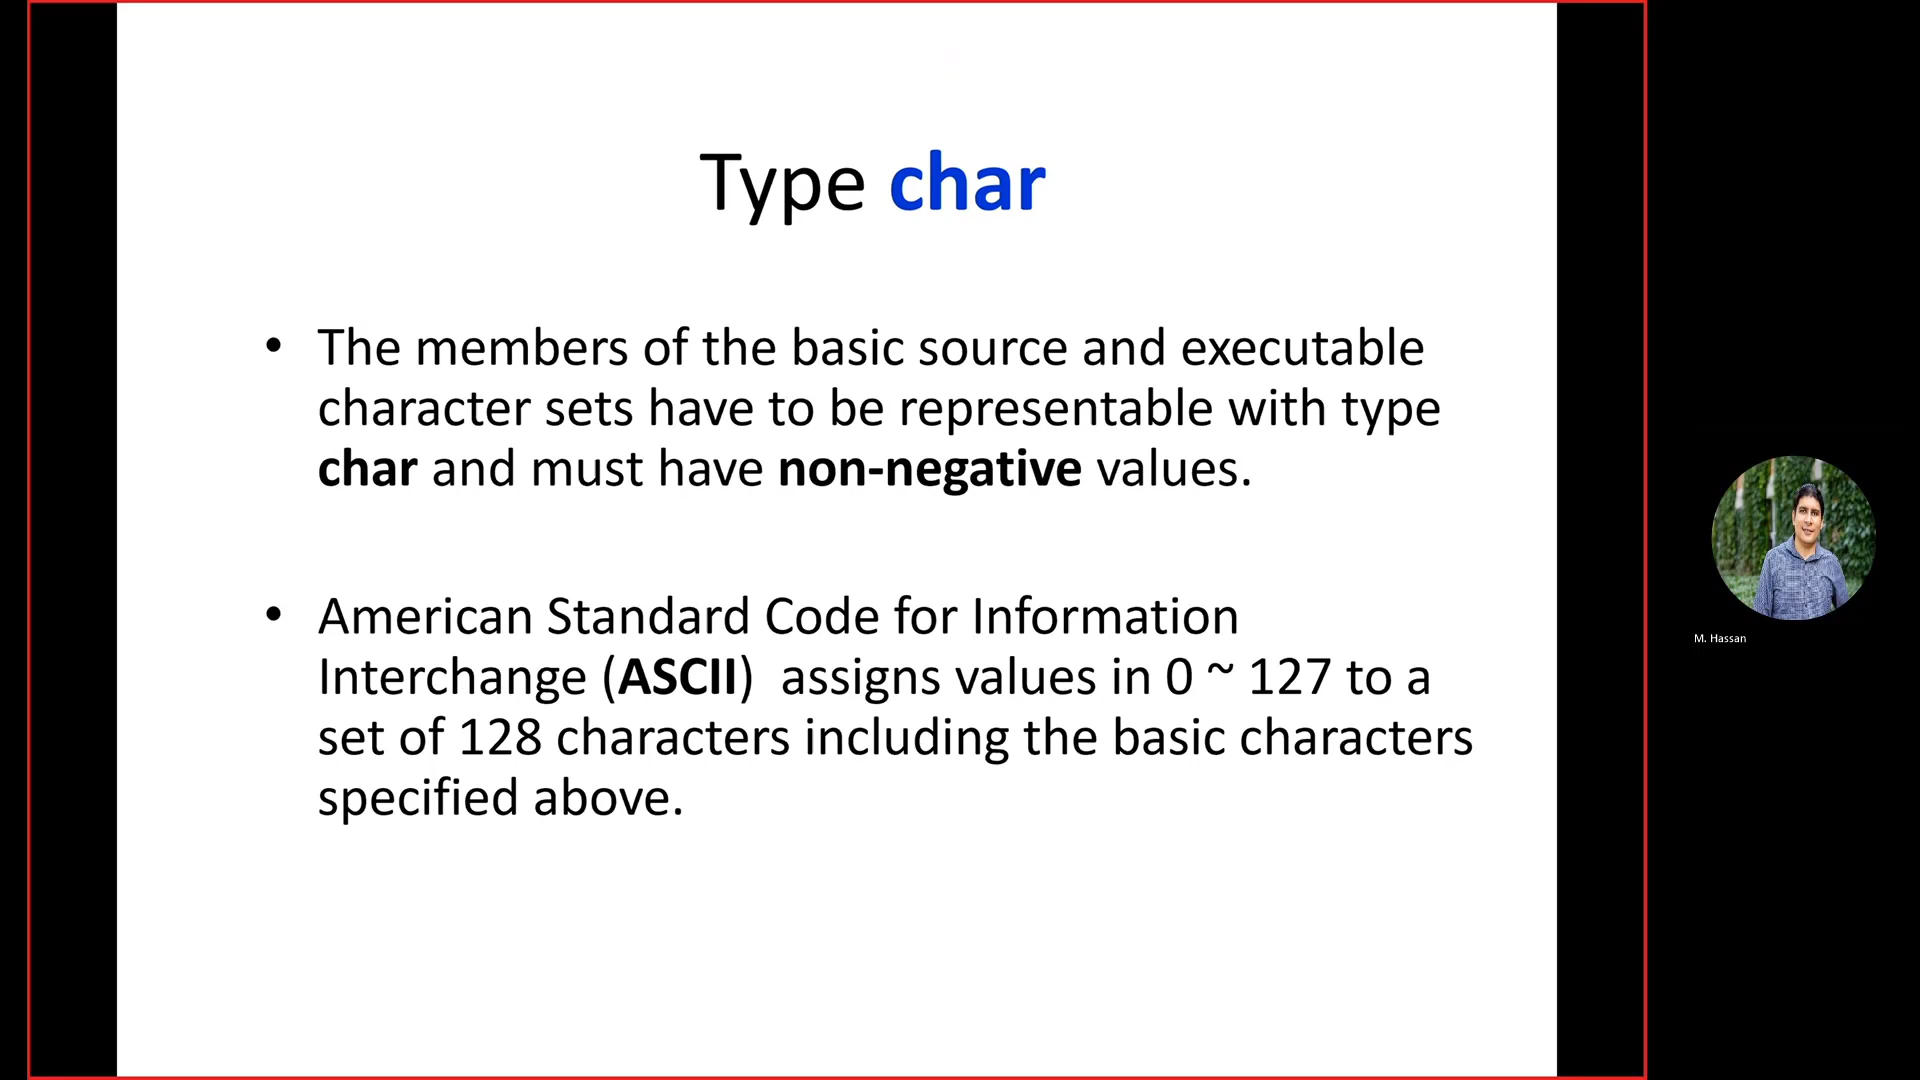 Type char
• The members of the basic source and executable
character sets have to be representable with type
char and must have non-negative values.
• American Standard Code for Information
Interchange (ASCII)  assigns values in 0 ~ 127 to a
set of 128 characters including the basic characters
specified above.
M. Hassan